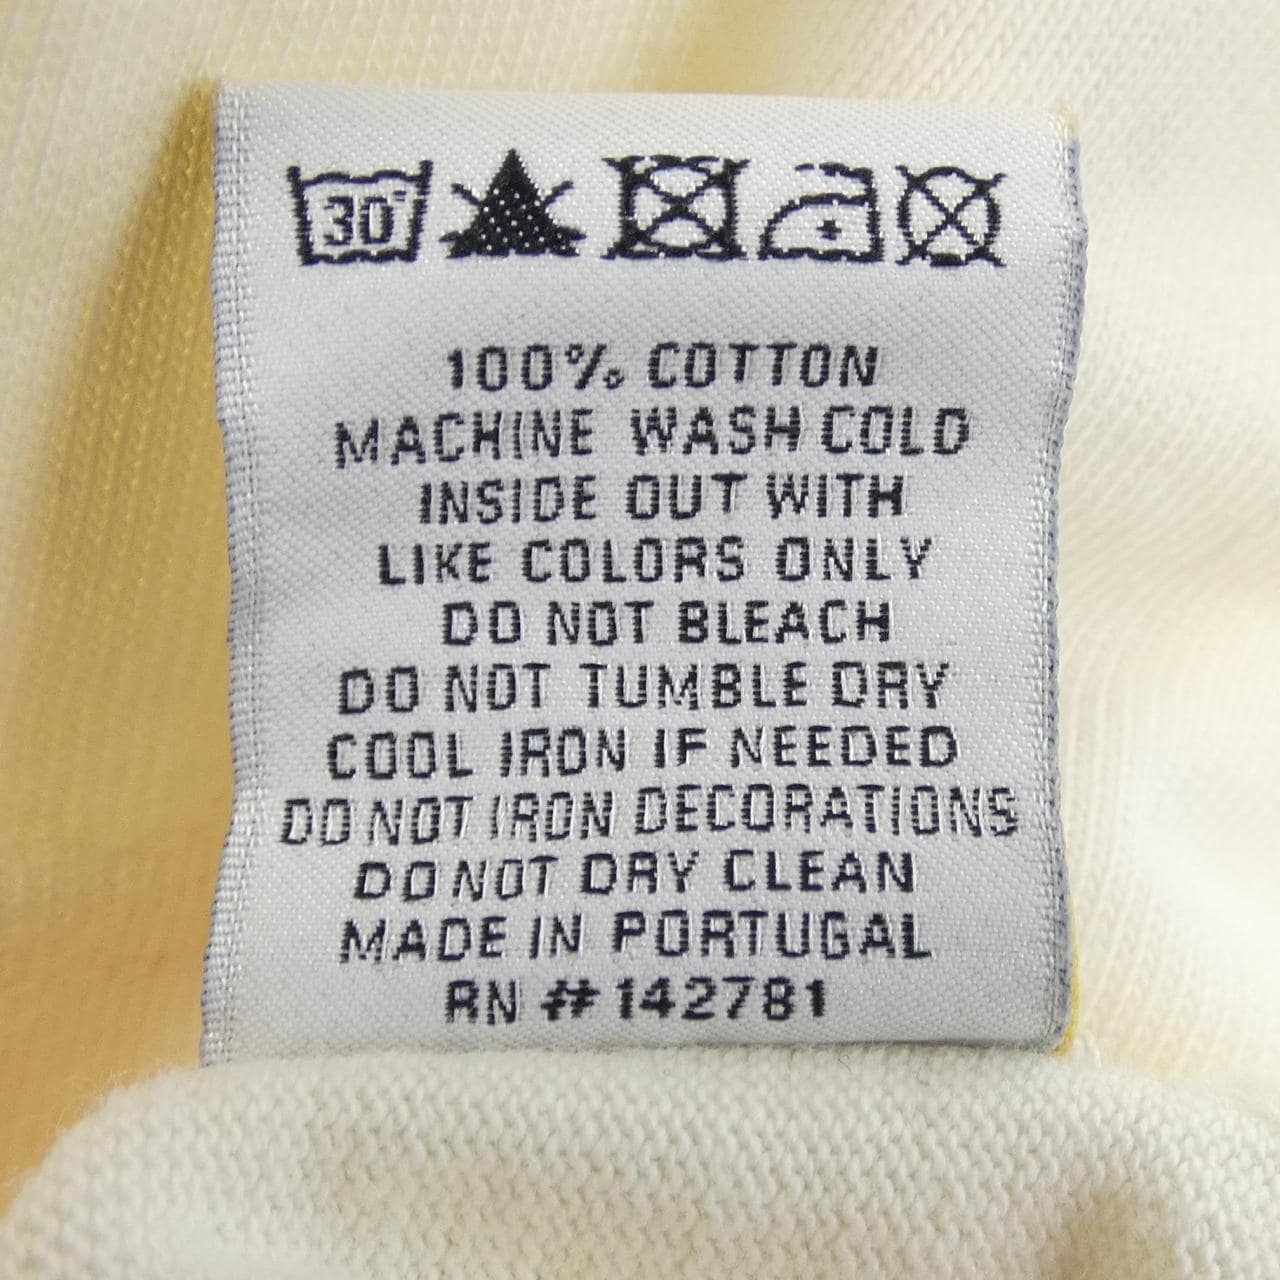 30°
100% COTTON
MACHINE WASH COLD
INSIDE OUT WITH
LIKE COLORS ONLY
DO NOT BLEACH
DO NOT TUMBLE DRY
COOL IRON IF NEEDED
DO NOT IRON DECORATIONS
DO NOT DRY CLEAN
MADE IN PORTUGAL
RN # 142781